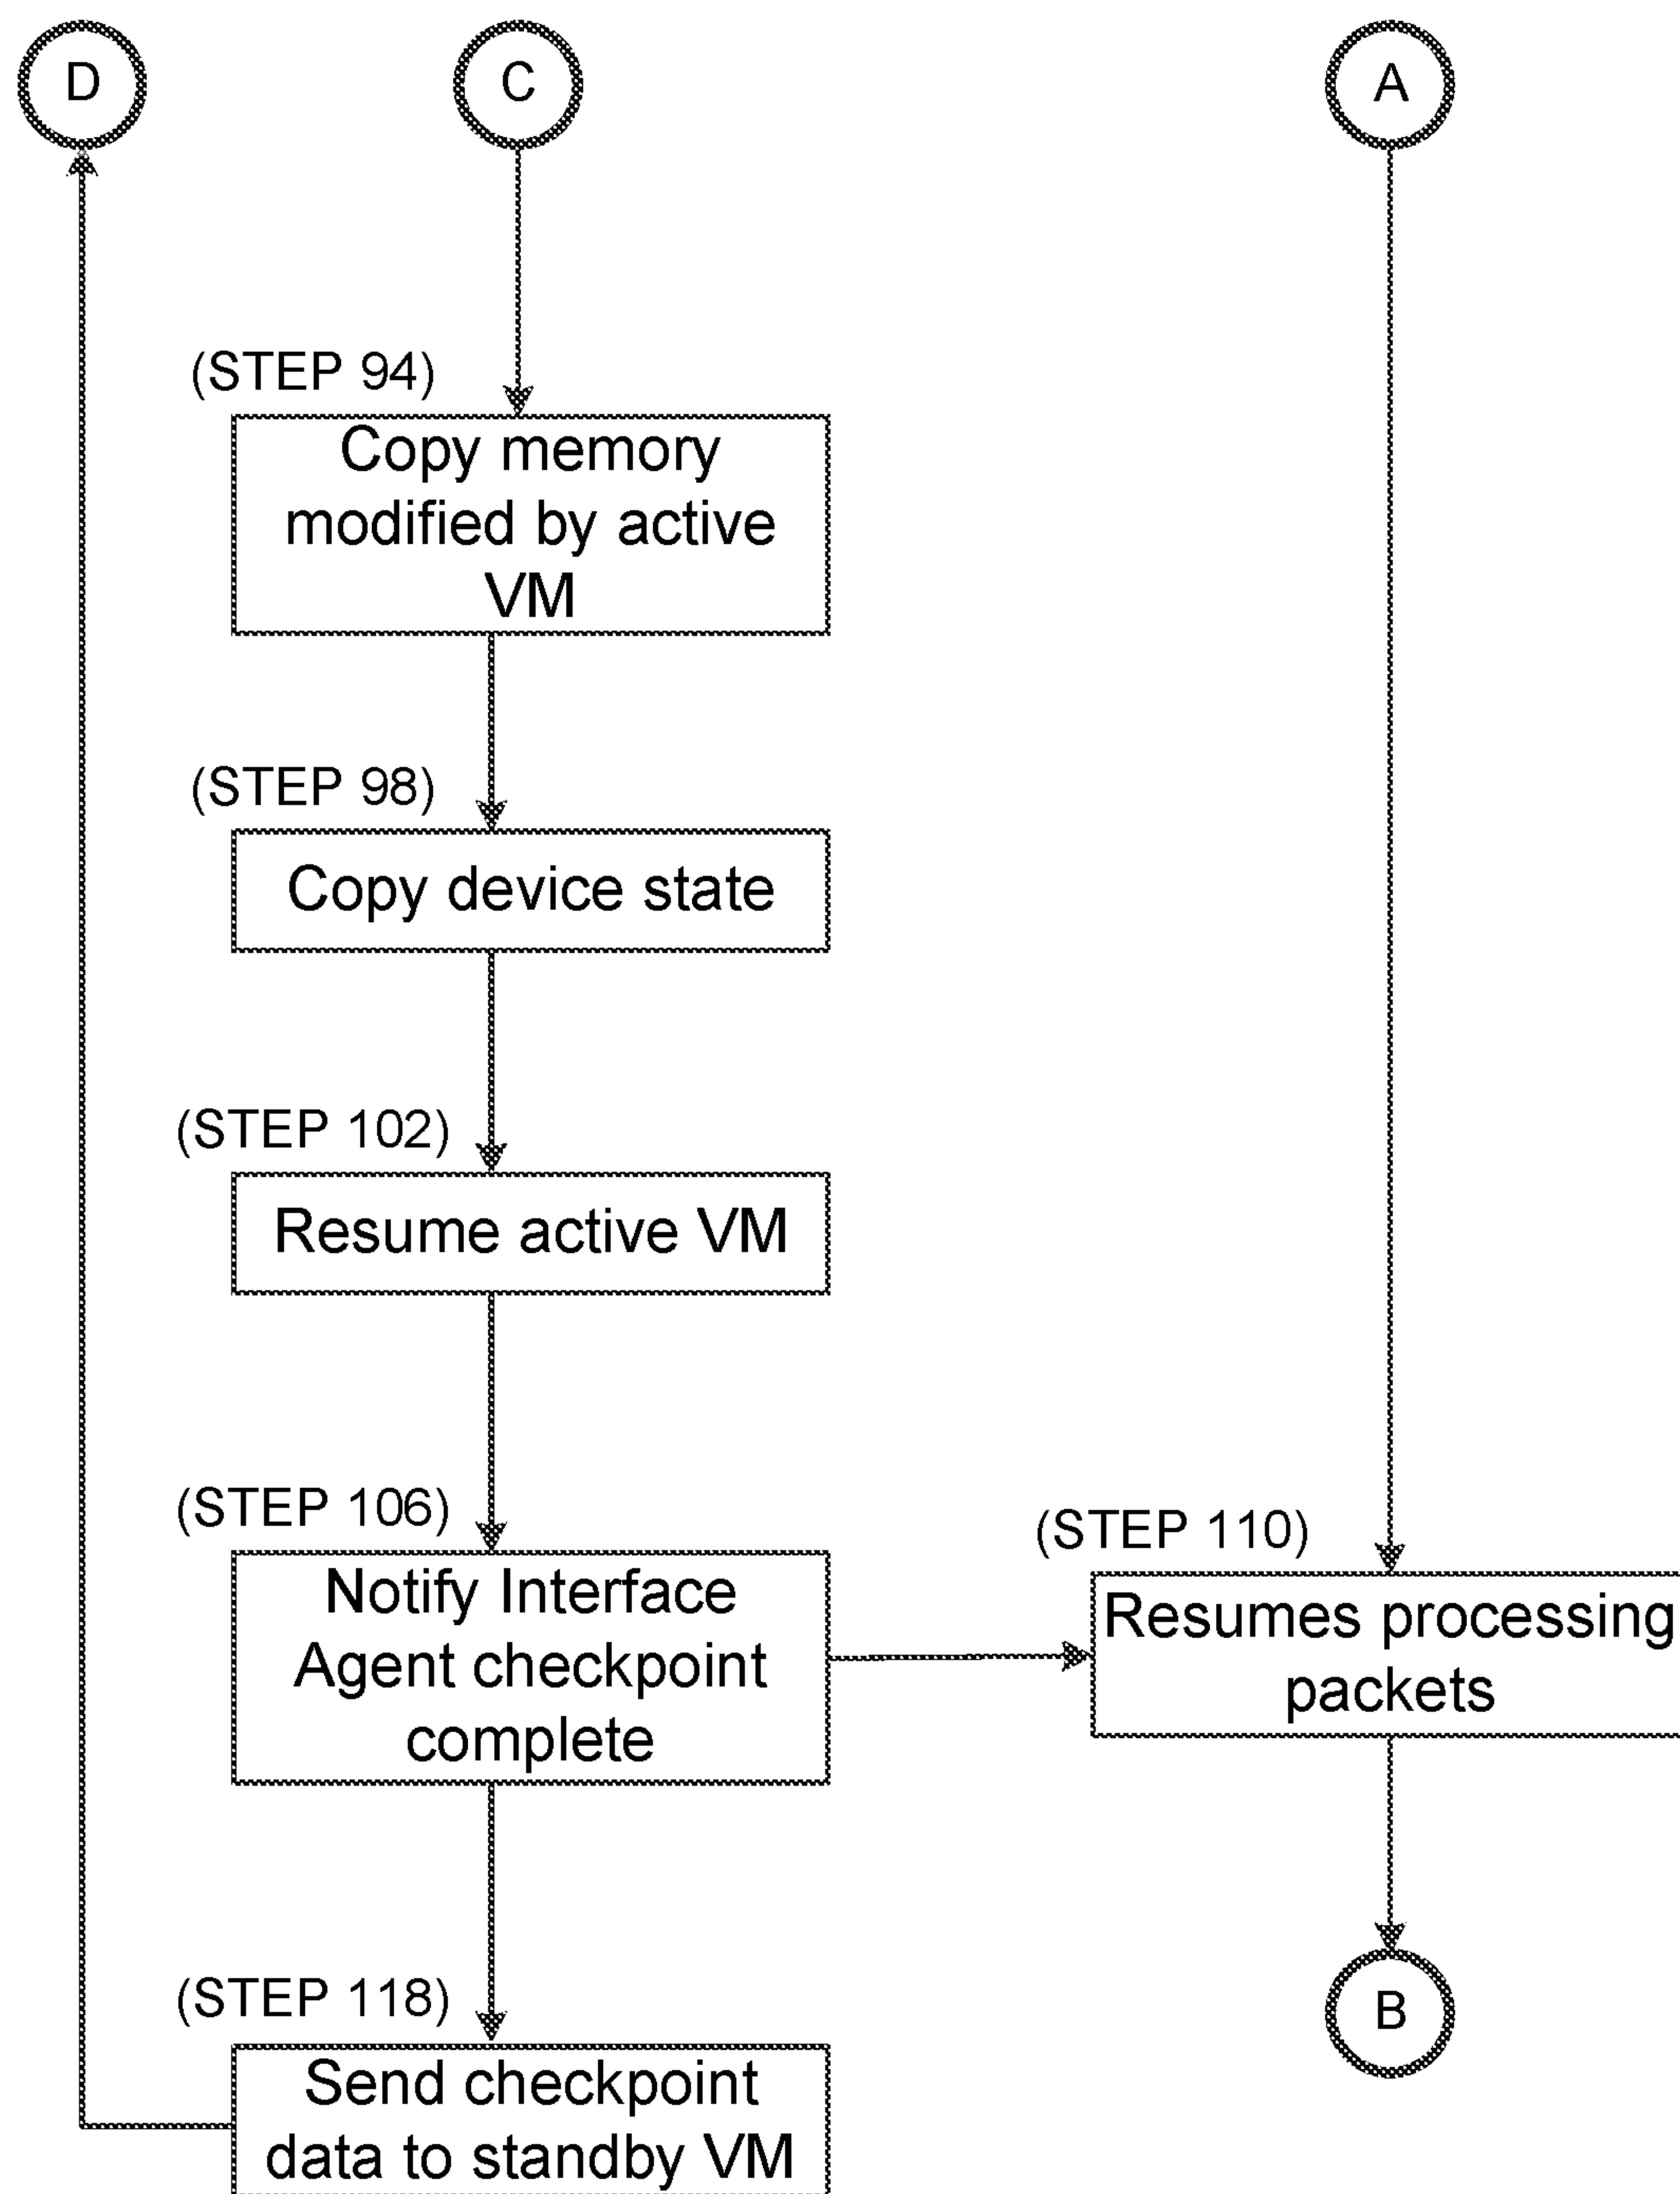 D
C
A
(STEP 94)
Copy memory
modified by active
VM
(STEP 98)
Copy device state
(STEP 102)
Resume active VM
(STEP 106)
Notify Interface
Agent checkpoint
complete
(STEP 110)
Resumes processing
packets
(STEP 118)
Send checkpoint
data to standby VM
B